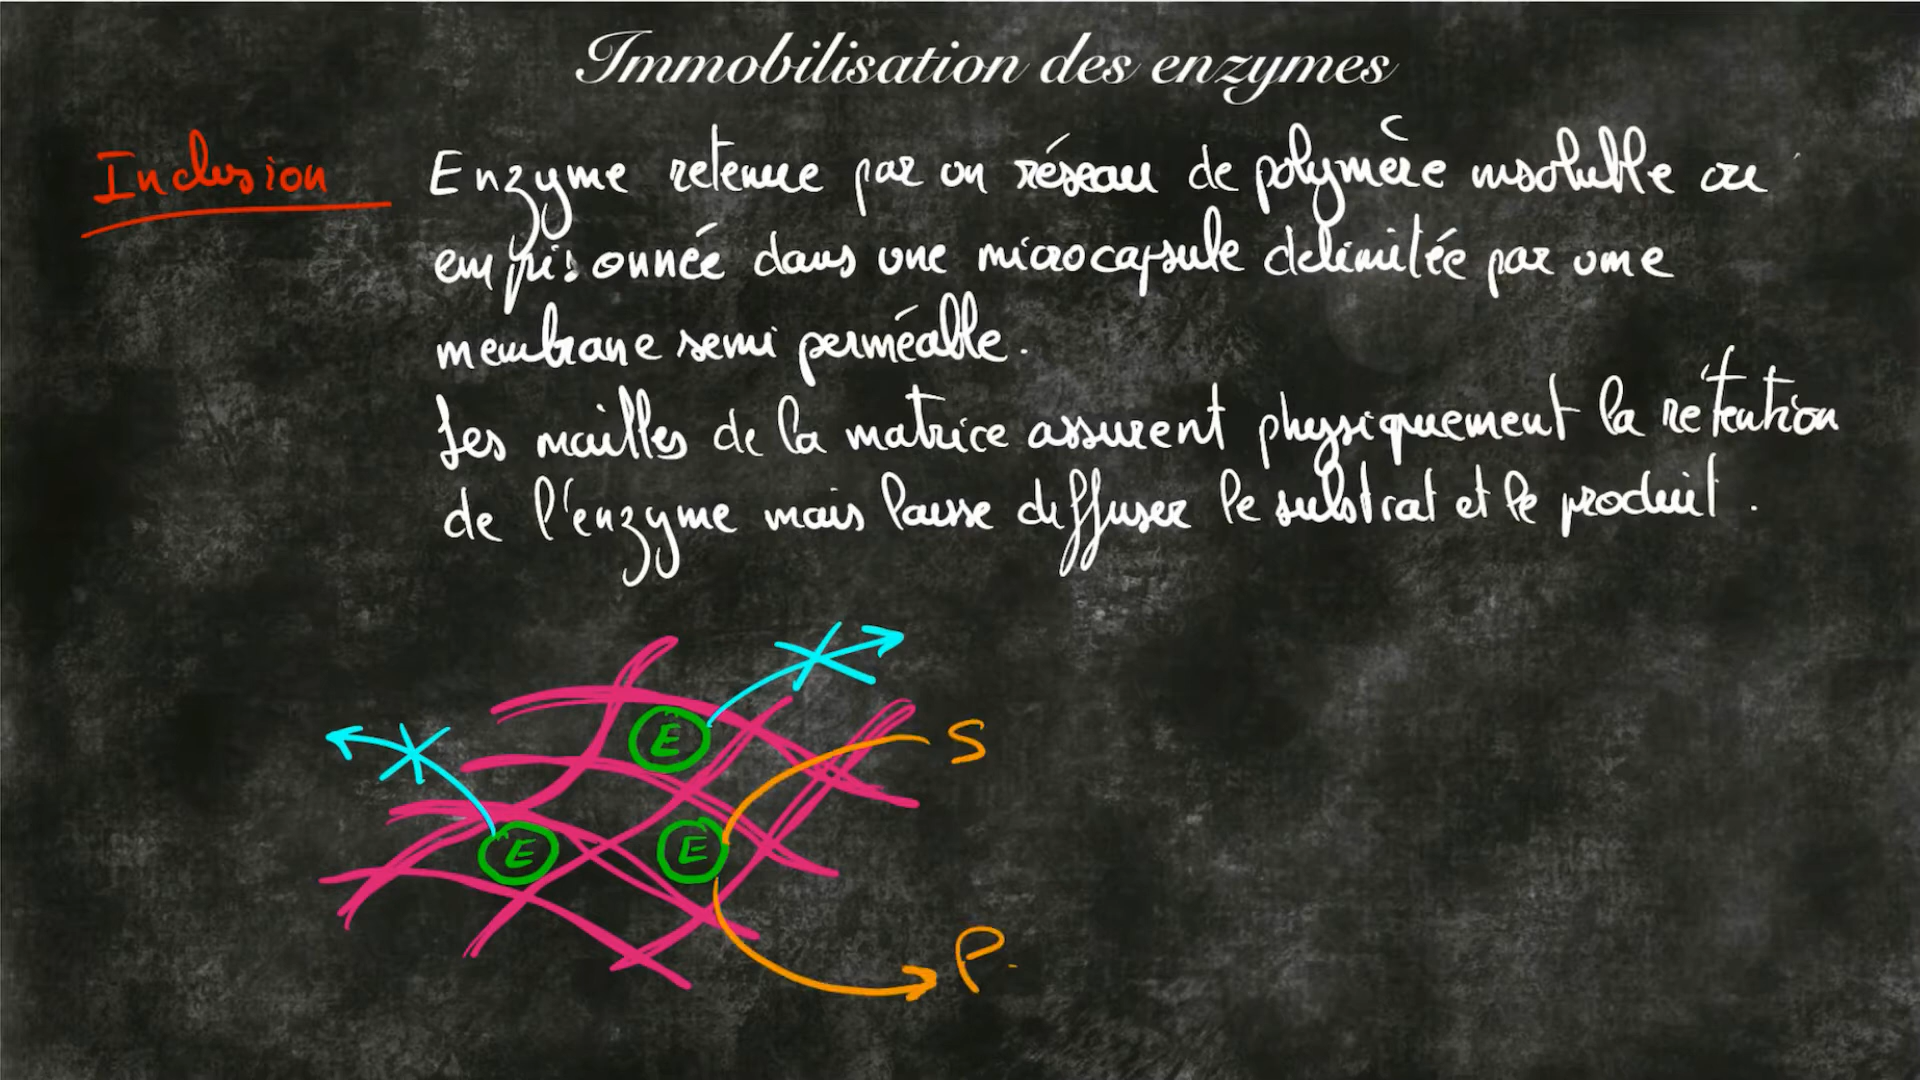 Immobilisation des enzymes
Inclusion
Enzyme retenue par un réseau de polymère insoluble ou
emprisonnée dans une microcapsule délimitée par une
membrane semi perméable.
Les mailles de la matrice assurent physiquement la rétention
de l'enzyme mais laisse diffuser le substrat et le produit.
E
S
E
E
P.